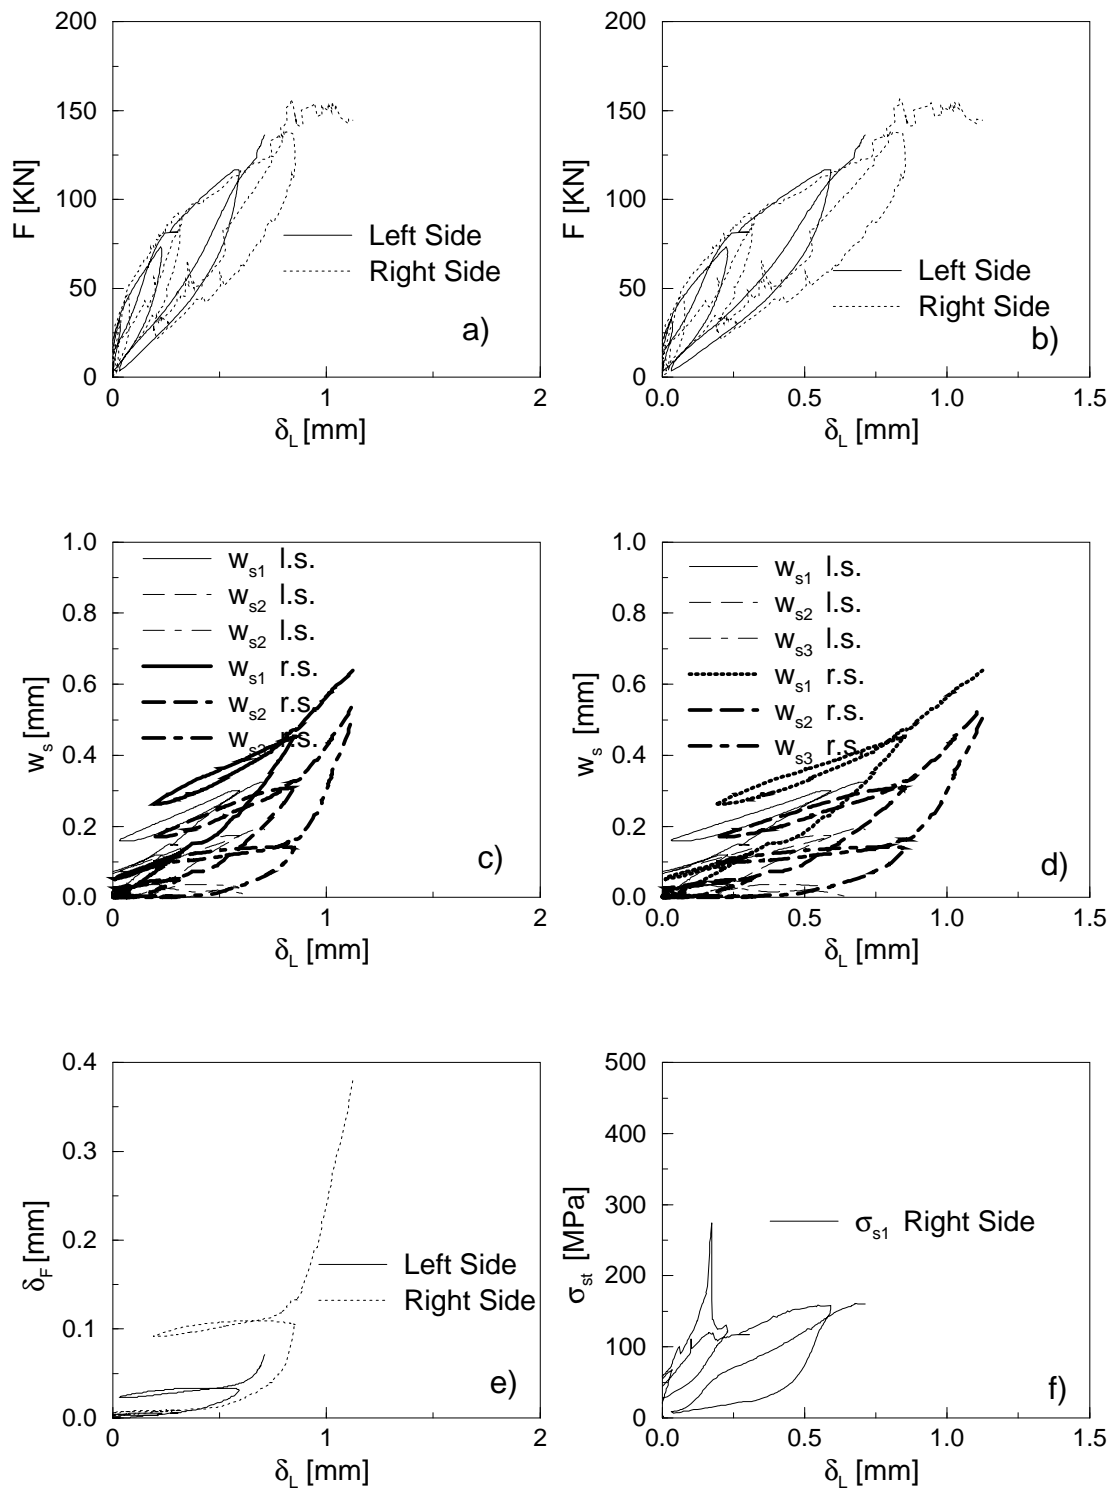 200
150
100
50
0
F [KN]
Left Side
Right Side
a)
0
1
2
δL [mm]
200
150
100
50
0
F [KN]
Left Side
Right Side
b)
0.0
0.5
1.0
1.5
δL [mm]
1.0
0.8
0.6
0.4
0.2
0.0
ws [mm]
ws1 l.s.
ws2 l.s.
ws2 l.s.
ws1 r.s.
ws2 r.s.
r.s.
c)
0
1
2
δL [mm]
1.0
0.8
0.6
0.4
0.2
0.0
ws [mm]
ws1 l.s.
ws2 l.s.
ws3 l.s.
ws1 r.s.
ws2 r.s.
ws3 r.s.
d)
0.0
0.5
1.0
1.5
δL [mm]
0.4
0.3
0.2
0.1
0.0
δF [mm]
Left Side
Right Side
e)
0
1
2
δL [mm]
500
400
300
200
100
0
σst [MPa]
σs1 Right Side
f)
0.0
0.5
1.0
1.5
δL [mm]